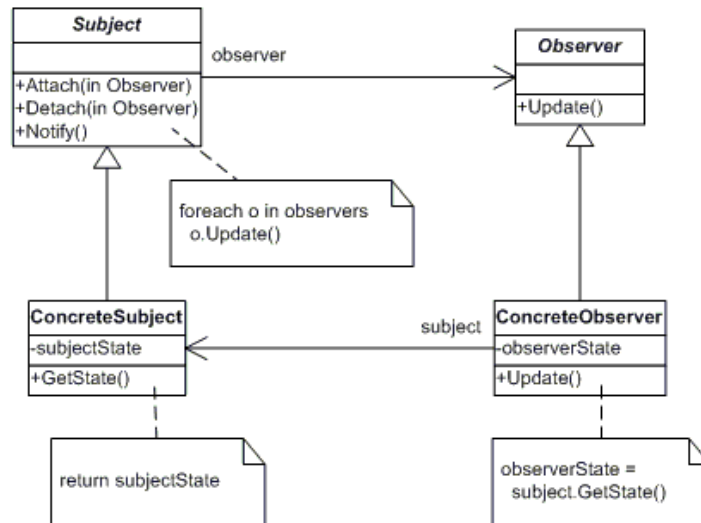 Subject
+Attach(in Observer)
+Detach(in Observer)
+Notify()
observer
Observer
+Update()
foreach o in observers
o.Update()
ConcreteSubject
-subjectState
+GetState()
subject
ConcreteObserver
-observerState
+Update()
return subjectState
observerState =
subject.GetState()